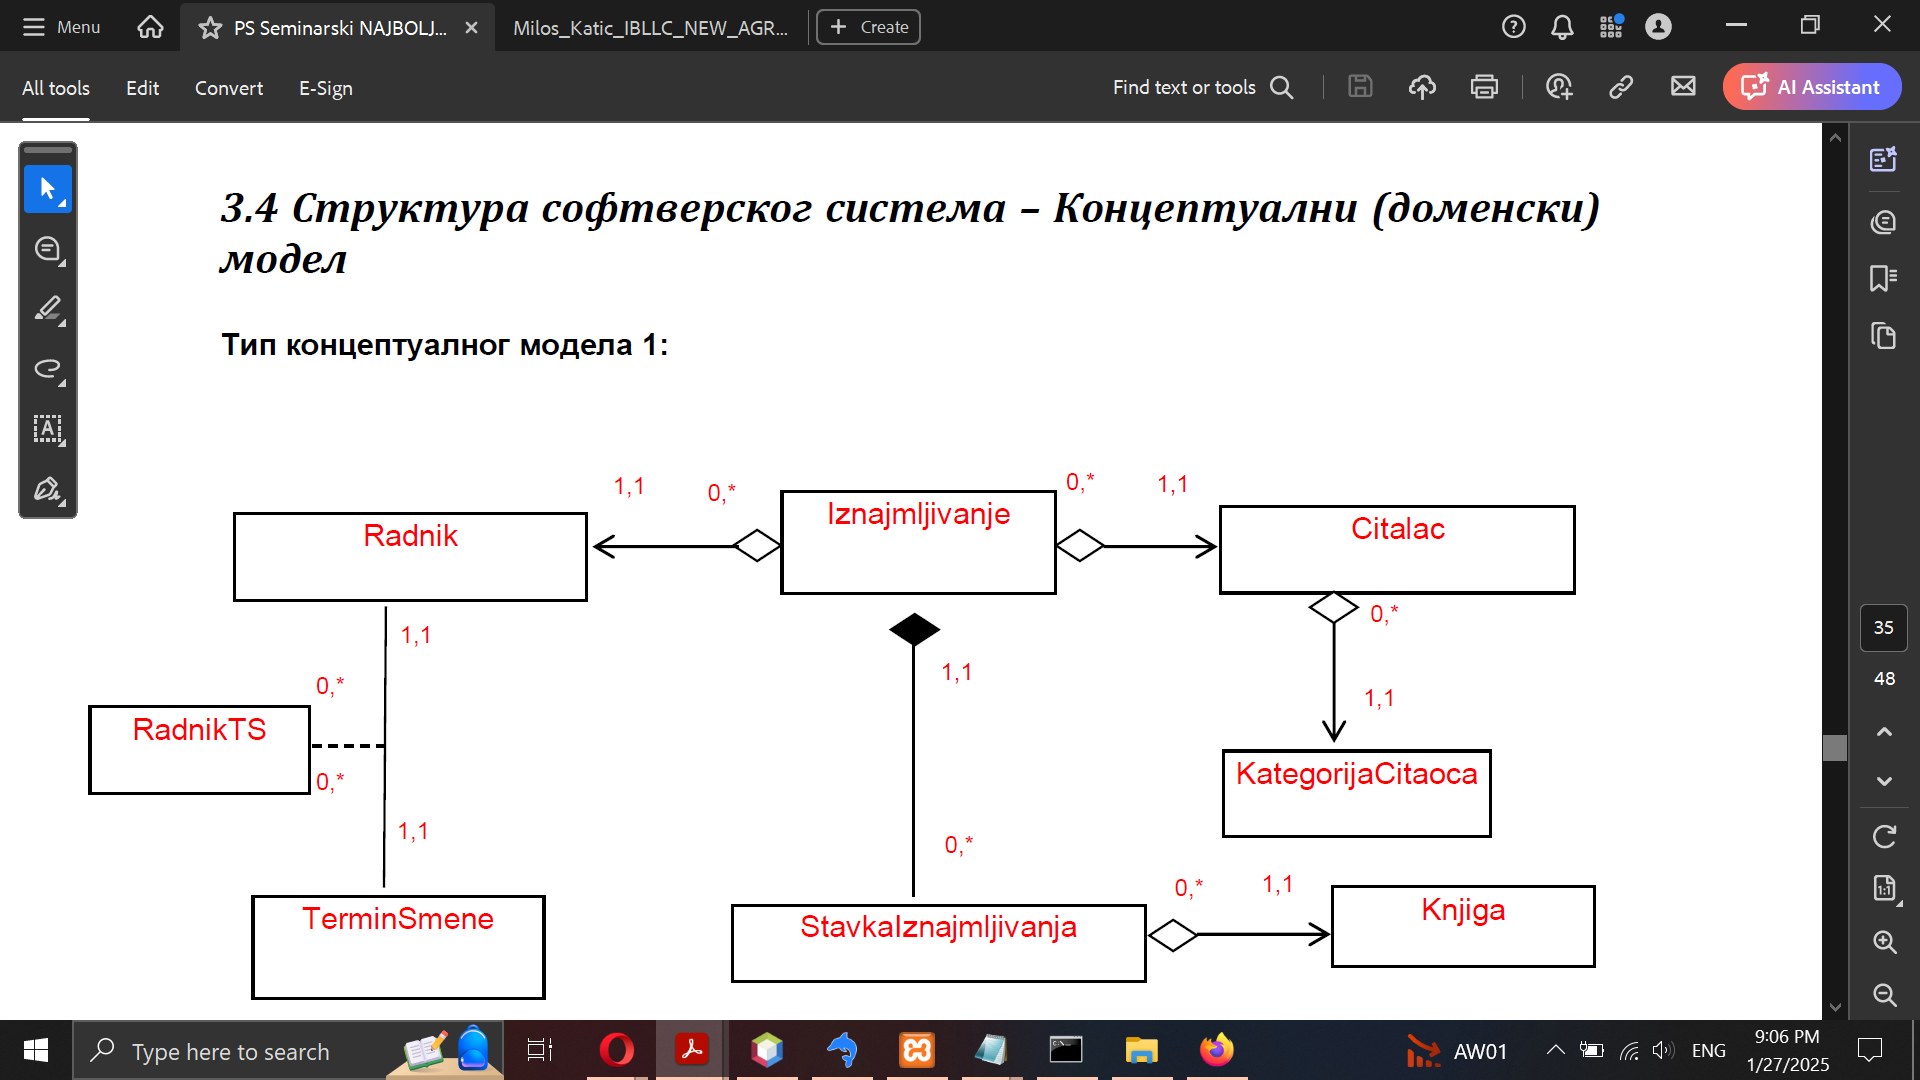 Menu
PS Seminarski NAJBOLJ...
Milos_Katic_IBLLC_NEW_AGR...
Create
All tools
Edit
Convert
E-Sign
Find text or tools
AI Assistant
3.4 Структура софтверског система – Концептуални (доменски)
модел
Тип концептуалног модела 1:
1,1
0,*
0,*
1,1
Radnik
Iznajmljivanje
Citalac
1,1
0,*
0,*
1,1
RadnikTS
0,*
1,1
1,1
KategorijaCitaoca
0,*
0,*
1,1
TerminSmene
StavkaIznajmljivanja
Knjiga
35
48
Type here to search
AW01
ENG
9:06 PM
1/27/2025